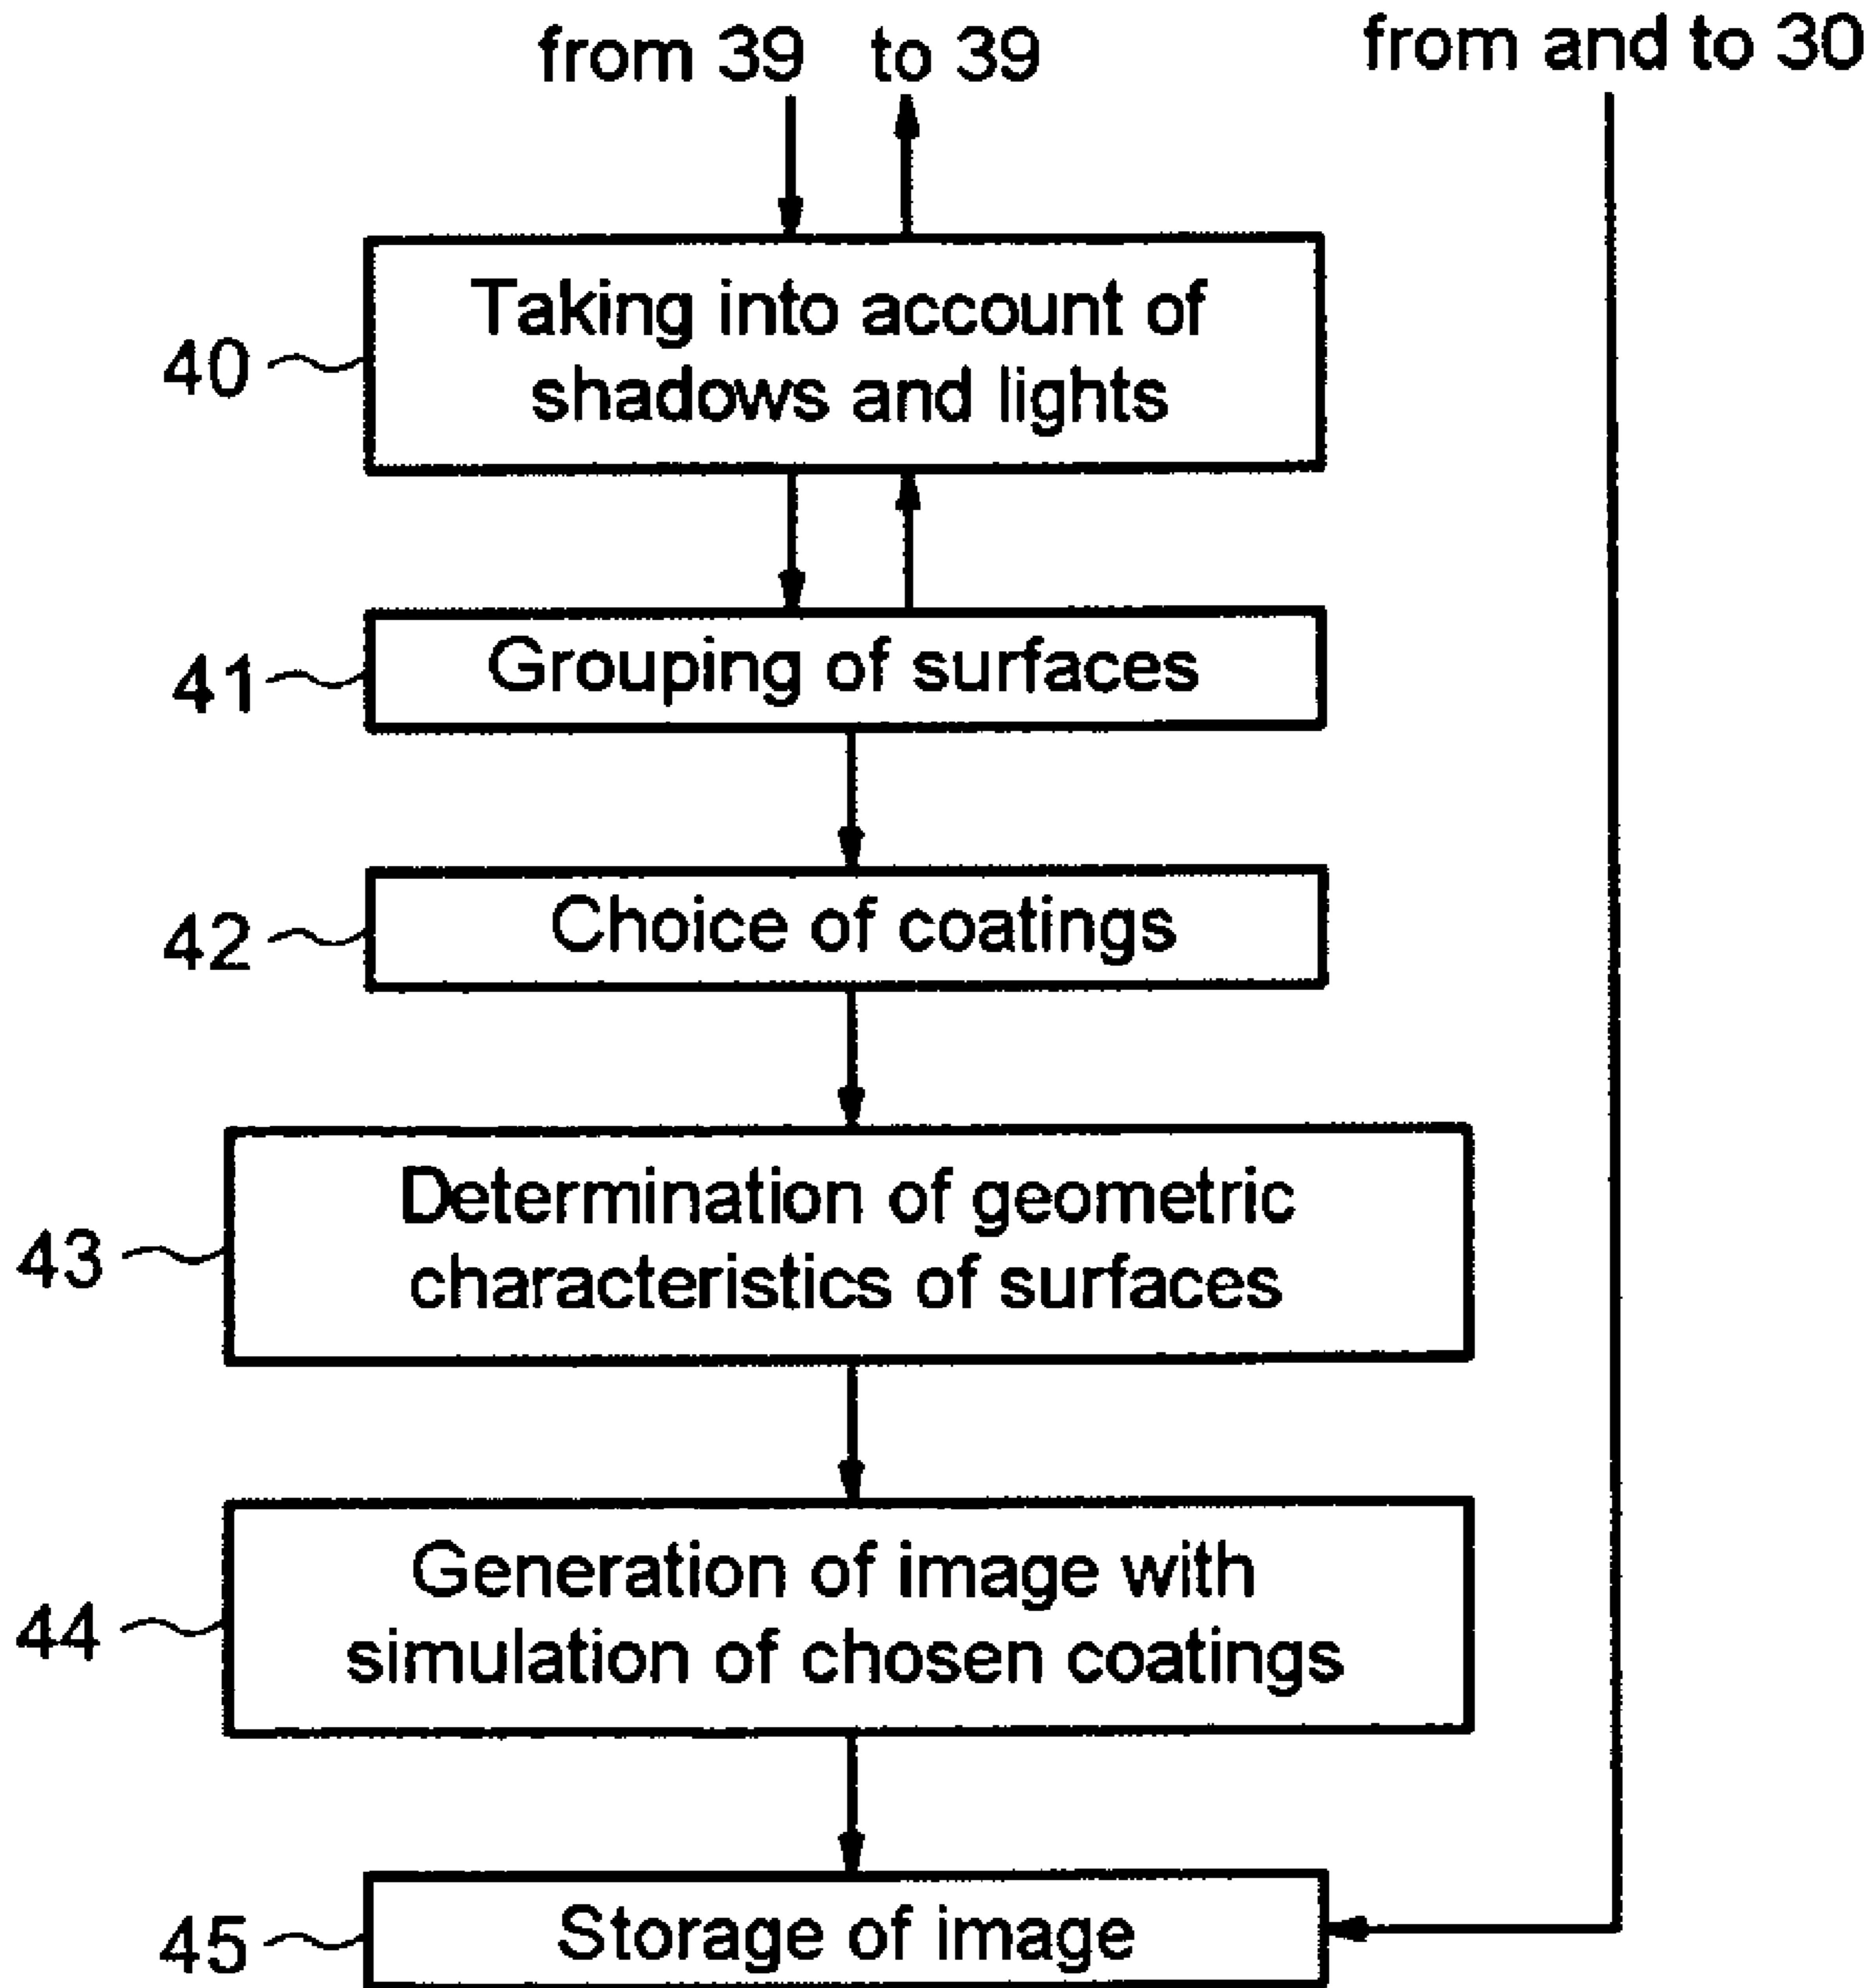 from 39 to 39
from and to 30
40
Taking into account of
shadows and lights
41
Grouping of surfaces
42
Choice of coatings
43
Determination of geometric
characteristics of surfaces
44
Generation of image with
simulation of chosen coatings
45
Storage of image